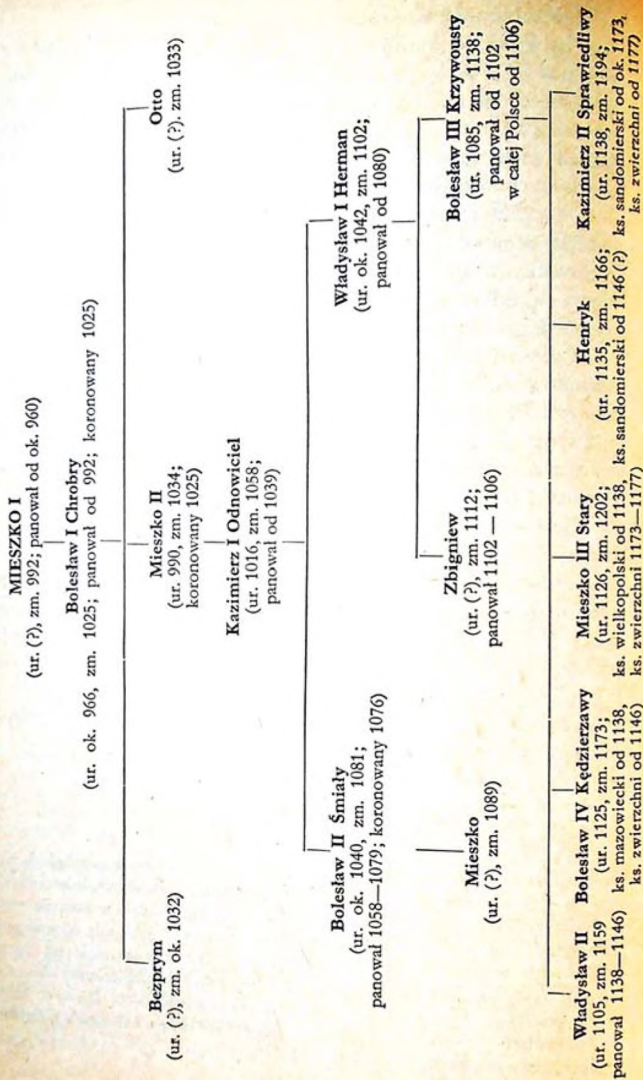 MIESZKO I
(ur. (?), zm. 992; panował od ok. 960)
Bolesław I Chrobry
(ur. ok. 966, zm. 1025; panował od 992; koronowany 1025)
Bezprym
(ur. (?), zm. ok. 1032)
Mieszko II
(ur. 990, zm. 1034;
koronowany 1025)
Otto
(ur. (?). zm. 1033)
Kazimierz I Odnowiciel
(ur. 1016, zm. 1058;
panował od 1039)
Bolesław II Śmiały
(ur. ok. 1040, zm. 1081;
panował 1058—1079; koronowany 1076)
Władysław I Herman
(ur. ok. 1042, zm. 1102;
panował od 1080)
Mieszko
(ur. (?), zm. 1089)
Zbigniew
(ur. (?), zm. 1112;
panował 1102 — 1106)
Bolesław III Krzywousty
(ur. 1085, zm. 1138;
panował od 1102
w całej Polsce od 1106)
Władysław II
(ur. 1105, zm. 1159
panował 1138—1146)
Bolesław IV Kędzierzawy
(ur. 1125, zm. 1173;
ks. mazowiecki od 1138,
ks. zwierzchni od 1146)
Mieszko III Stary
(ur. 1126, zm. 1202;
ks. wielkopolski od 1138,
ks. zwierzchni 1173—1177)
Henryk
(ur. 1135, zm. 1166;
ks. sandomierski od 1146 (?)
Kazimierz II Sprawiedliwy
(ur. 1138, zm. 1194;
ks. sandomierski od ok. 1173,
ks. zwierzchni od 1177)